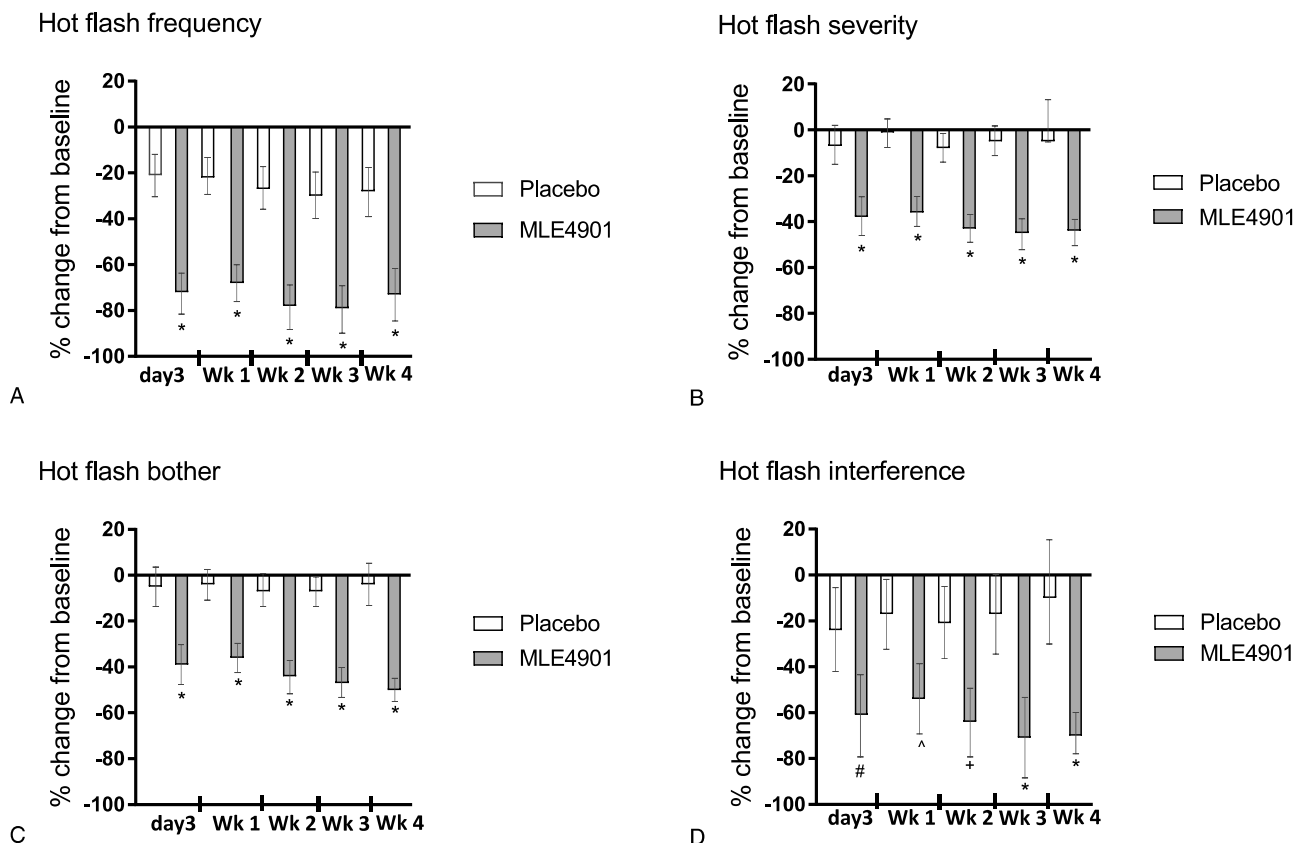 Hot flash frequency
% change from baseline
20
0
-20
-40
-60
-80
-100
* * * * *
day3 Wk 1 Wk 2 Wk 3 Wk 4
Placebo
MLE4901
A
Hot flash severity
% change from baseline
20
0
-20
-40
-60
-80
-100
* * * * *
day3 Wk 1 Wk 2 Wk 3 Wk 4
Placebo
MLE4901
B
Hot flash bother
% change from baseline
20
0
-20
-40
-60
-80
-100
* * * * *
day3 Wk 1 Wk 2 Wk 3 Wk 4
Placebo
MLE4901
C
Hot flash interference
% change from baseline
20
0
-20
-40
-60
-80
-100
# ^ + * *
day3 Wk 1 Wk 2 Wk 3 Wk 4
Placebo
MLE4901
D